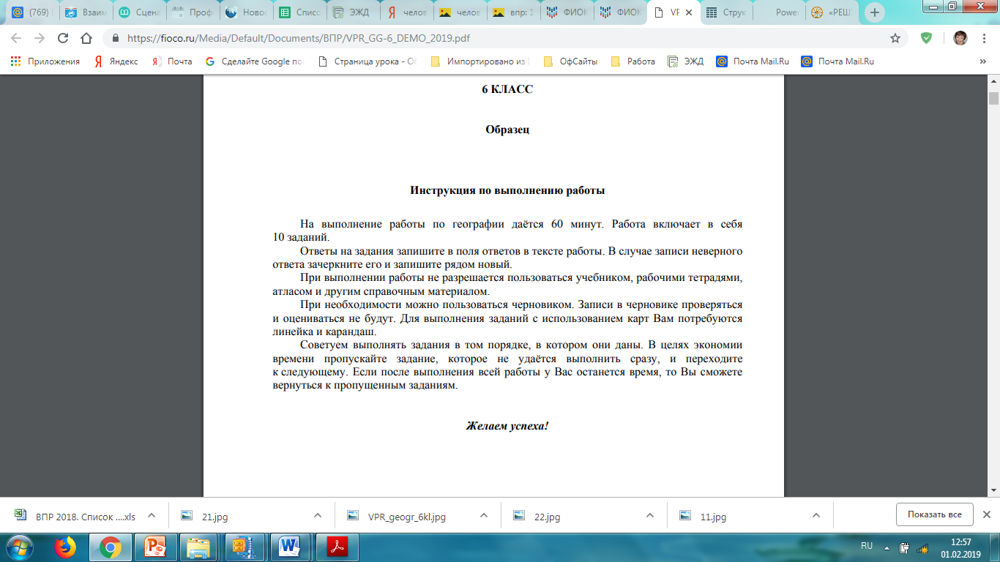 (769)
Взаим
Сцена
Проф
Новос
Списо
ЭЖД
челов
челов
впр: 1
ФИОК
ФИОК
VP
Струк
Power
«РЕШ
https://fioco.ru/Media/Default/Documents/ВПР/VPR_GG-6_DEMO_2019.pdf
Приложения
Яндекс
Почта
Сделайте Google по
Страница урока - Об
Импортировано из
ОфСайты
Работа
ЭЖД
Почта Mail.Ru
Почта Mail.Ru
»
6 КЛАСС
Образец
Инструкция по выполнению работы
На выполнение работы по географии даётся 60 минут. Работа включает в себя
10 заданий.
Ответы на задания запишите в поля ответов в тексте работы. В случае записи неверного
ответа зачеркните его и запишите рядом новый.
При выполнении работы не разрешается пользоваться учебником, рабочими тетрадями,
атласом и другим справочным материалом.
При необходимости можно пользоваться черновиком. Записи в черновике проверяться
и оцениваться не будут. Для выполнения заданий с использованием карт Вам потребуются
линейка и карандаш.
Советуем выполнять задания в том порядке, в котором они даны. В целях экономии
времени пропускайте задание, которое не удаётся выполнить сразу, и переходите
к следующему. Если после выполнения всей работы у Вас останется время, то Вы сможете
вернуться к пропущенным заданиям.
Желаем успеха!
ВПР 2018. Список ....xls
21.jpg
VPR_geogr_6kl.jpg
22.jpg
11.jpg
Показать все
RU
12:57
01.02.2019